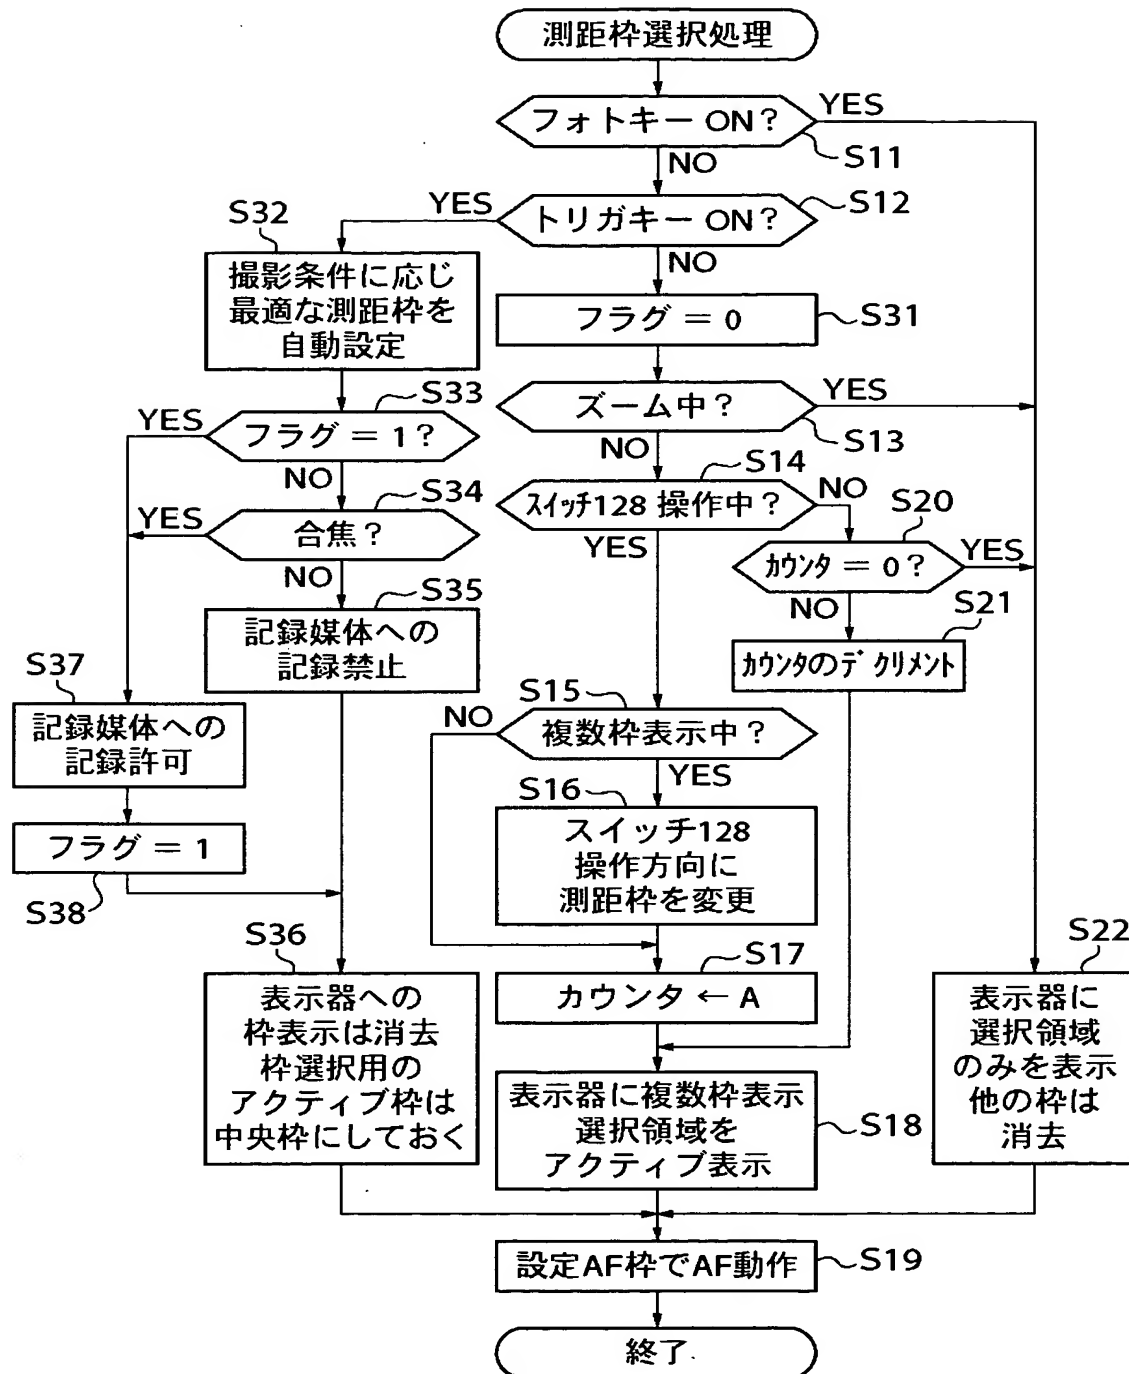 測距枠選択処理
フォトキー ON？
YES
S11
NO
トリガキー ON？
S12
YES
NO
S32
撮影条件に応じ
最適な測距枠を
自動設定
フラグ = 0
S31
S33
フラグ = 1？
YES
NO
ズーム中？
YES
S13
NO
S34
合焦？
YES
NO
S14
スイッチ128 操作中？
NO
YES
S20
カウンタ = 0？
YES
NO
S35
記録媒体への
記録禁止
S21
カウンタのデクリメント
S37
記録媒体への
記録許可
S15
複数枠表示中？
NO
YES
フラグ = 1
S38
S16
スイッチ128
操作方向に
測距枠を変更
S17
カウンタ ← A
S36
表示器への
枠表示は消去
枠選択用の
アクティブ枠は
中央枠にしておく
表示器に複数枠表示
選択領域を
アクティブ表示
S18
S22
表示器に
選択領域
のみを表示
他の枠は
消去
設定AF枠でAF動作
S19
終了